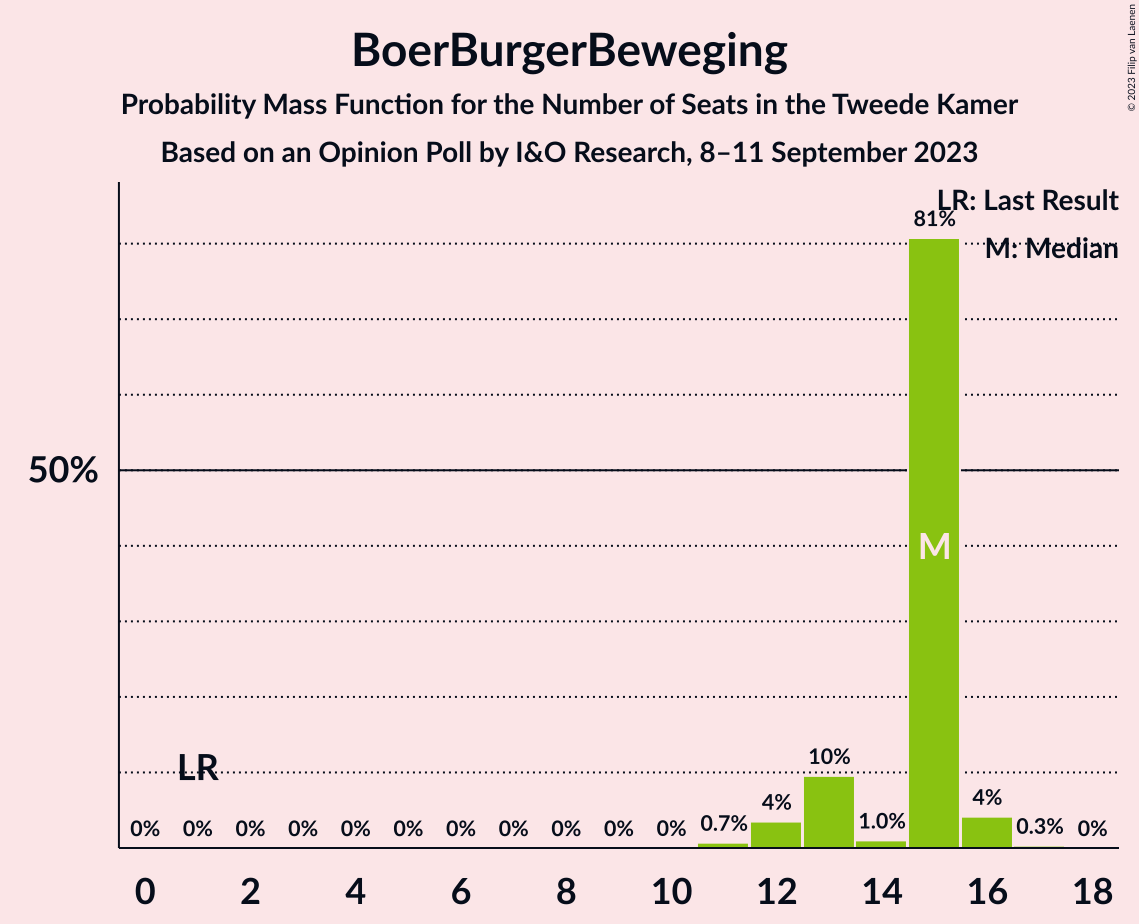 BoerBurgerBeweging
Probability Mass Function for the Number of Seats in the Tweede Kamer
Based on an Opinion Poll by I&O Research, 8–11 September 2023
© 2023 Filip van Laenen
LR: Last Result
M: Median
81%
50%
M
LR
0% 0% 0% 0% 0% 0% 0% 0% 0% 0% 0% 0.7% 4% 10% 1.0% 4% 0.3% 0%
0 2 4 6 8 10 12 14 16 18